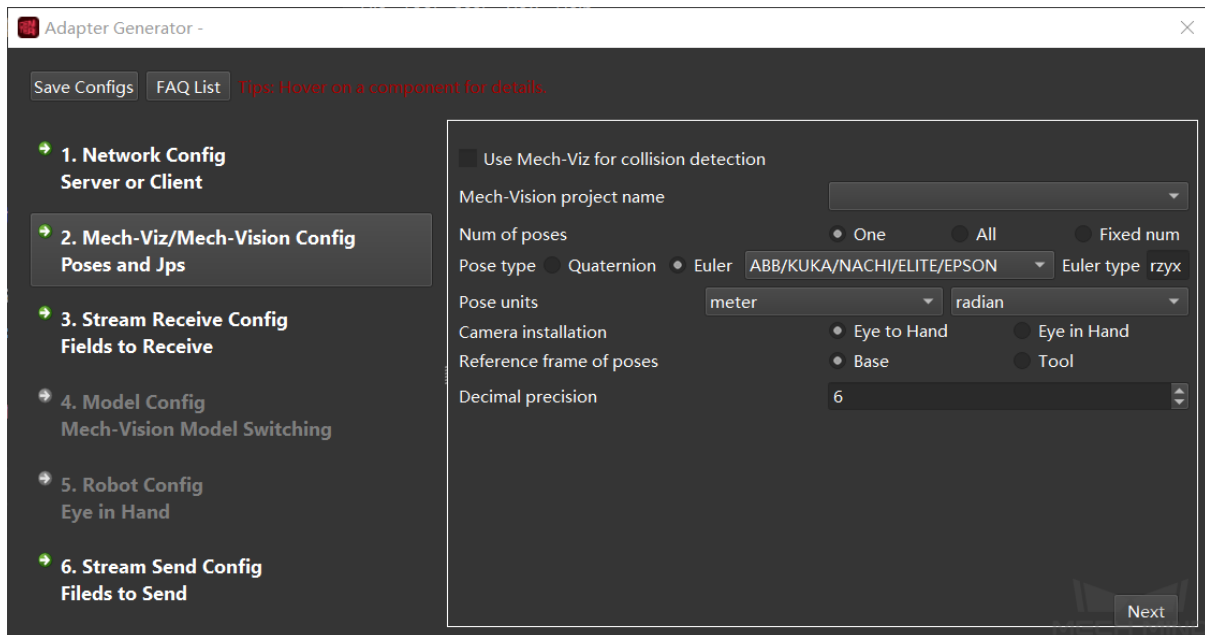 Adapter Generator -
Save Configs FAQ List Tips: Hover on a component for details.
1. Network Config
Server or Client
2. Mech-Viz/Mech-Vision Config
Poses and Jps
3. Stream Receive Config
Fields to Receive
4. Model Config
Mech-Vision Model Switching
5. Robot Config
Eye in Hand
6. Stream Send Config
Fileds to Send
Use Mech-Viz for collision detection
Mech-Vision project name
Num of poses One All Fixed num
Pose type Quaternion Euler ABB/KUKA/NACHI/ELITE/EPSON Euler type rzyx
Pose units meter radian
Camera installation Eye to Hand Eye in Hand
Reference frame of poses Base Tool
Decimal precision 6
Next